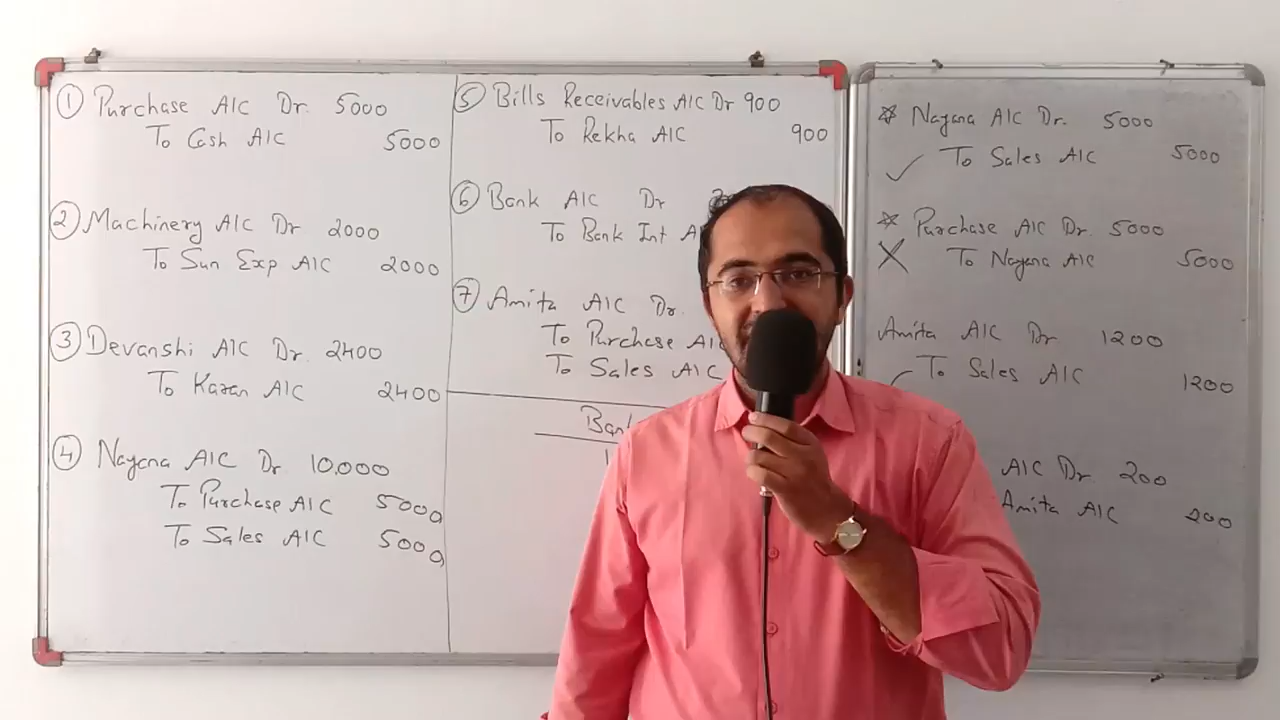 ① Purchase A/C Dr. 5000
To Cash A/C 5000
② Machinery A/C Dr 2000
To Sun Exp A/C 2000
③ Devanshi A/C Dr. 2400
To Karan A/C 2400
④ Nayana A/C Dr 10,000
To Purchase A/C 5000
To Sales A/C 5000
⑤ Bills Receivables A/C Dr 900
To Rekha A/C 900
⑥ Bank A/C Dr
To Bank Int
⑦ Amita A/C Dr.
To Purchase A/C
To Sales A/C
Nayana A/C Dr. 5000
To Sales A/C 5000
Purchase A/C Dr. 5000
To Nayana A/C 5000
Amita A/C Dr 1200
To Sales A/C 1200
A/C Dr. 200
Amita A/C 200